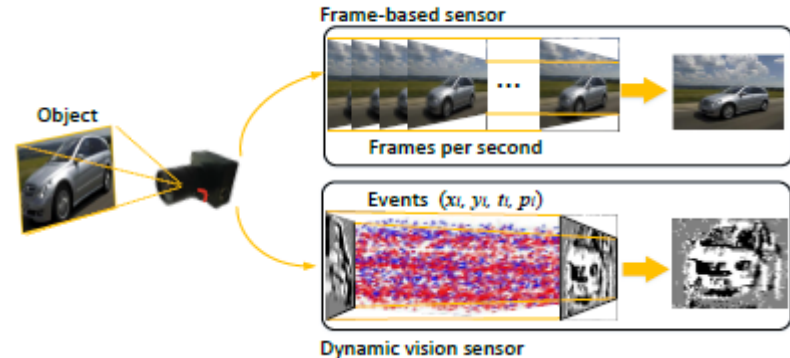 Frame-based sensor
Object
...
Frames per second
Events (xi, yi, ti, pi)
Dynamic vision sensor